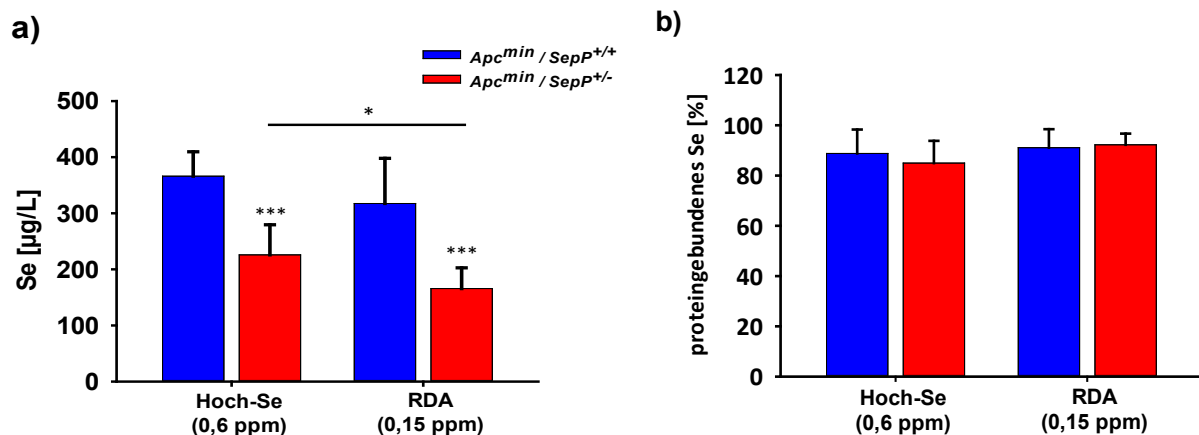 a)
Apcmin / SepP+/+
Apcmin / SepP+/-
Se [µg/L]
500
400
300
200
100
0
*
***
***
Hoch-Se
(0,6 ppm)
RDA
(0,15 ppm)
b)
proteingebundenes Se [%]
120
100
80
60
40
20
0
Hoch-Se
(0,6 ppm)
RDA
(0,15 ppm)